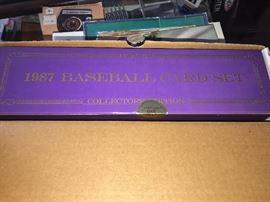 1987 BASEBALL CARD SET
COLLECTORS EDITION